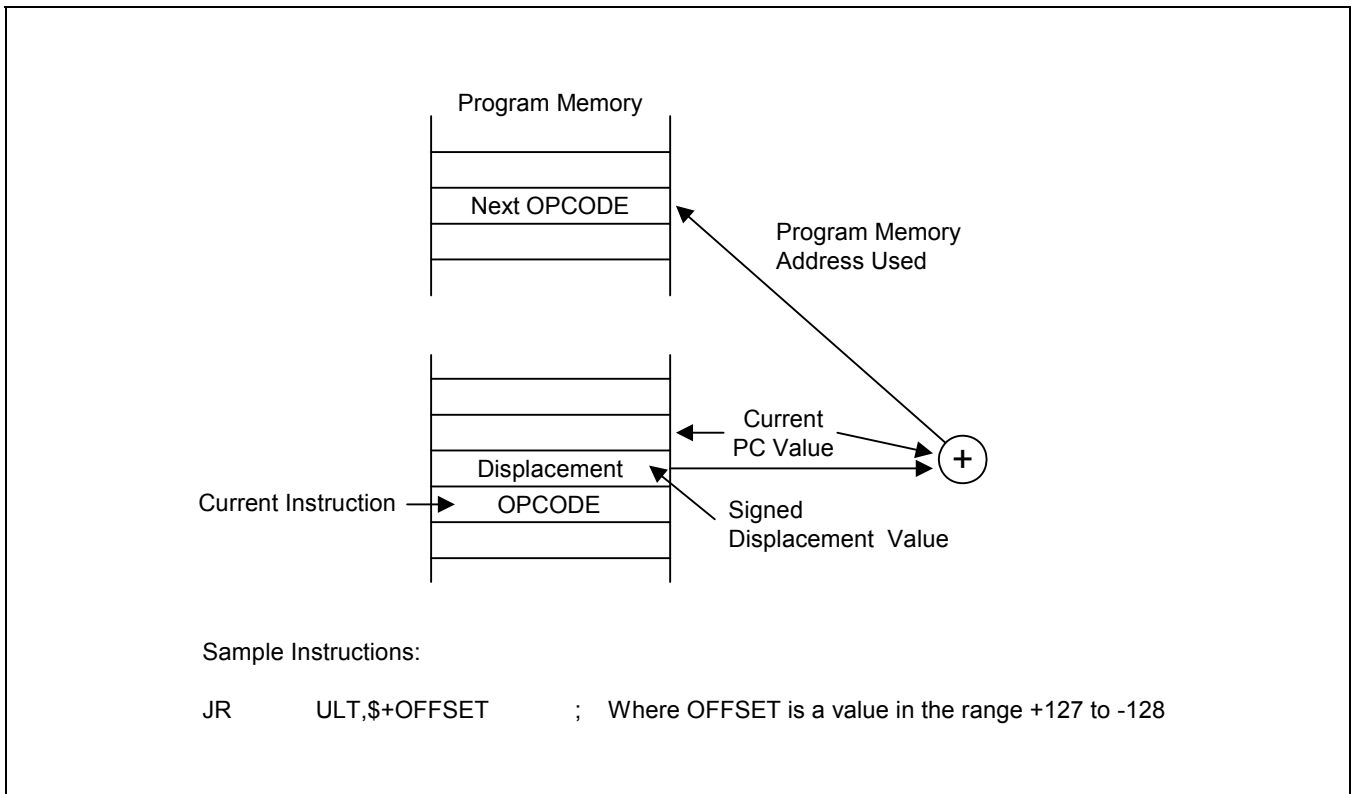 Program Memory
Next OPCODE
Program Memory
Address Used
Current
PC Value
Displacement
+
Current Instruction
OPCODE
Signed
Displacement Value
Sample Instructions:
JR ULT,$+OFFSET ; Where OFFSET is a value in the range +127 to -128